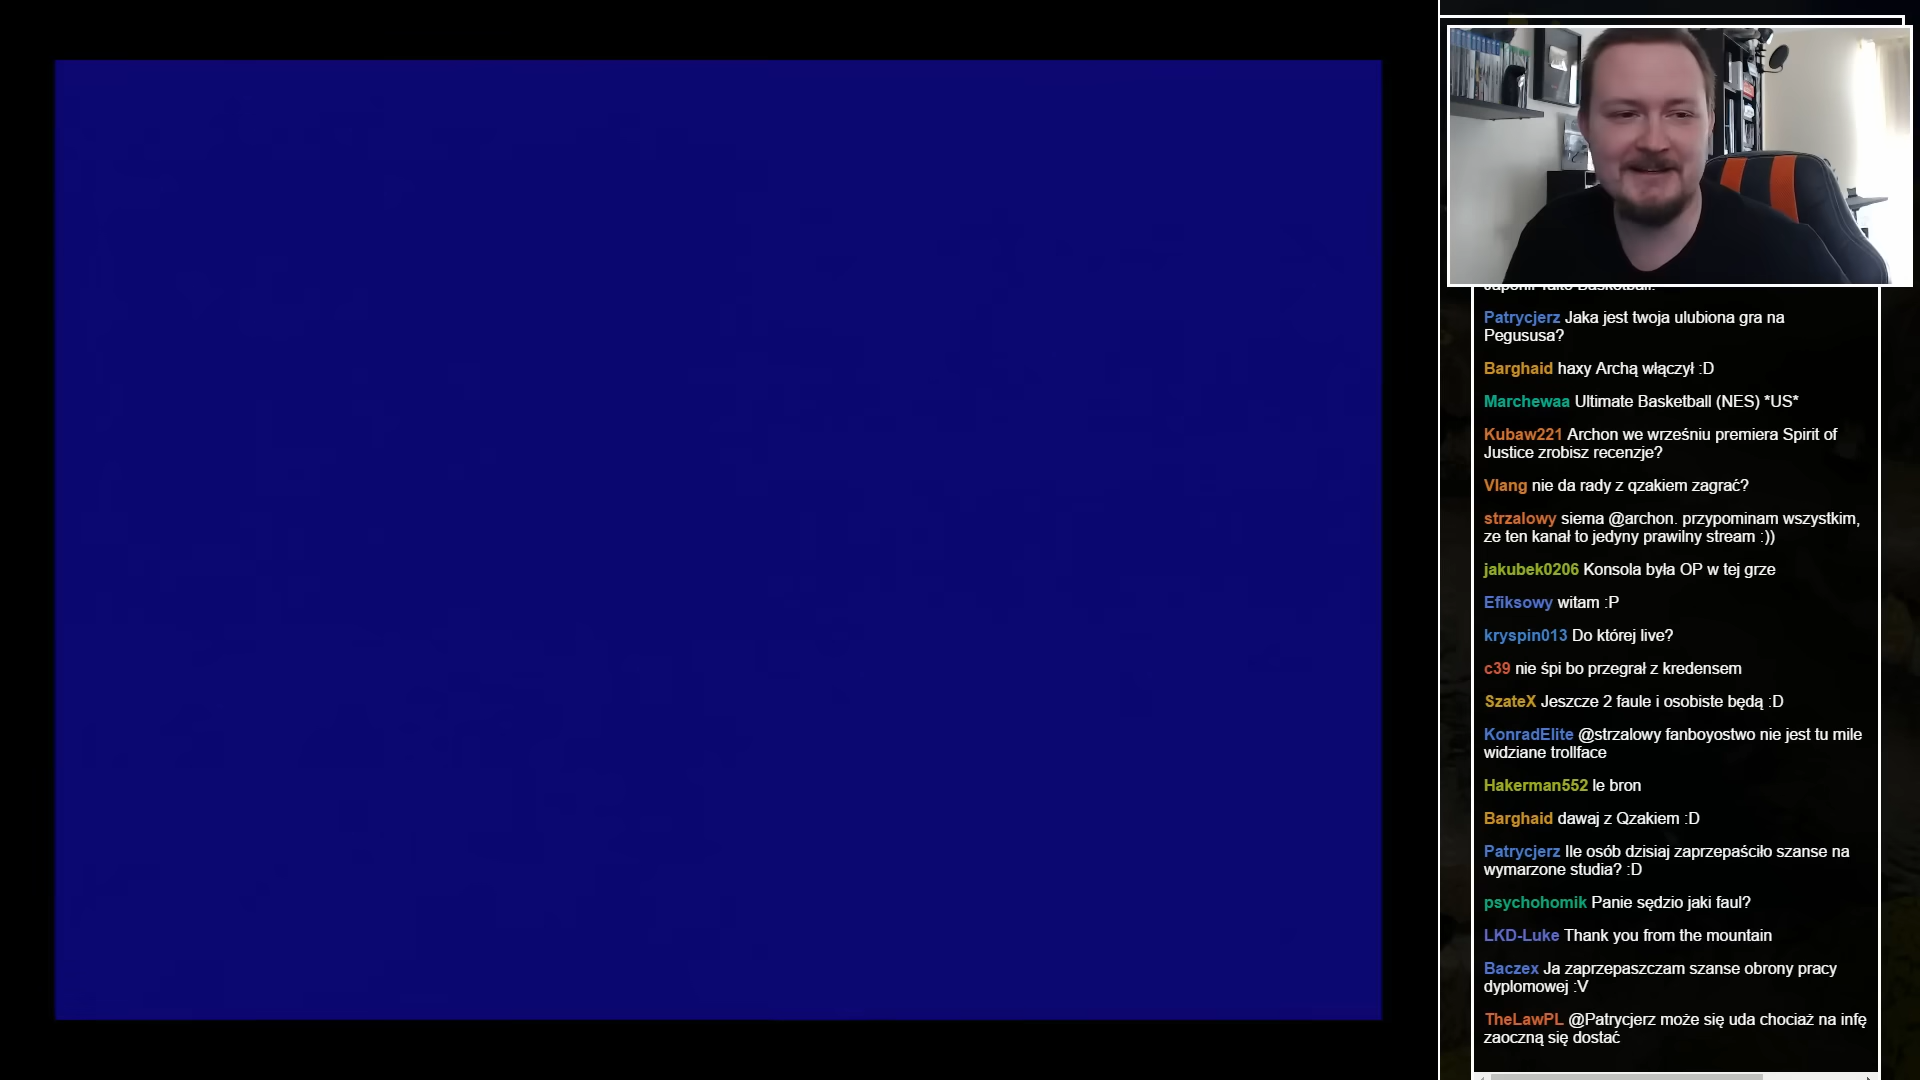 Japonii Taito Basketball.
Patrycjerz Jaka jest twoja ulubiona gra na
Pegususa?
Barghaid haxy Archą włączył :D
Marchewaa Ultimate Basketball (NES) *US*
Kubaw221 Archon we wrześniu premiera Spirit of
Justice zrobisz recenzje?
Vlang nie da rady z qzakiem zagrać?
strzalowy siema @archon. przypominam wszystkim,
ze ten kanał to jedyny prawilny stream :))
jakubek0206 Konsola była OP w tej grze
Efiksowy witam :P
kryspin013 Do której live?
c39 nie śpi bo przegrał z kredensem
SzateX Jeszcze 2 faule i osobiste będą :D
KonradElite @strzalowy fanboyostwo nie jest tu mile
widziane trollface
Hakerman552 le bron
Barghaid dawaj z Qzakiem :D
Patrycjerz Ile osób dzisiaj zaprzepaściło szanse na
wymarzone studia? :D
psychohomik Panie sędzio jaki faul?
LKD-Luke Thank you from the mountain
Baczex Ja zaprzepaszczam szanse obrony pracy
dyplomowej :V
TheLawPL @Patrycjerz może się uda chociaż na infę
zaoczną się dostać